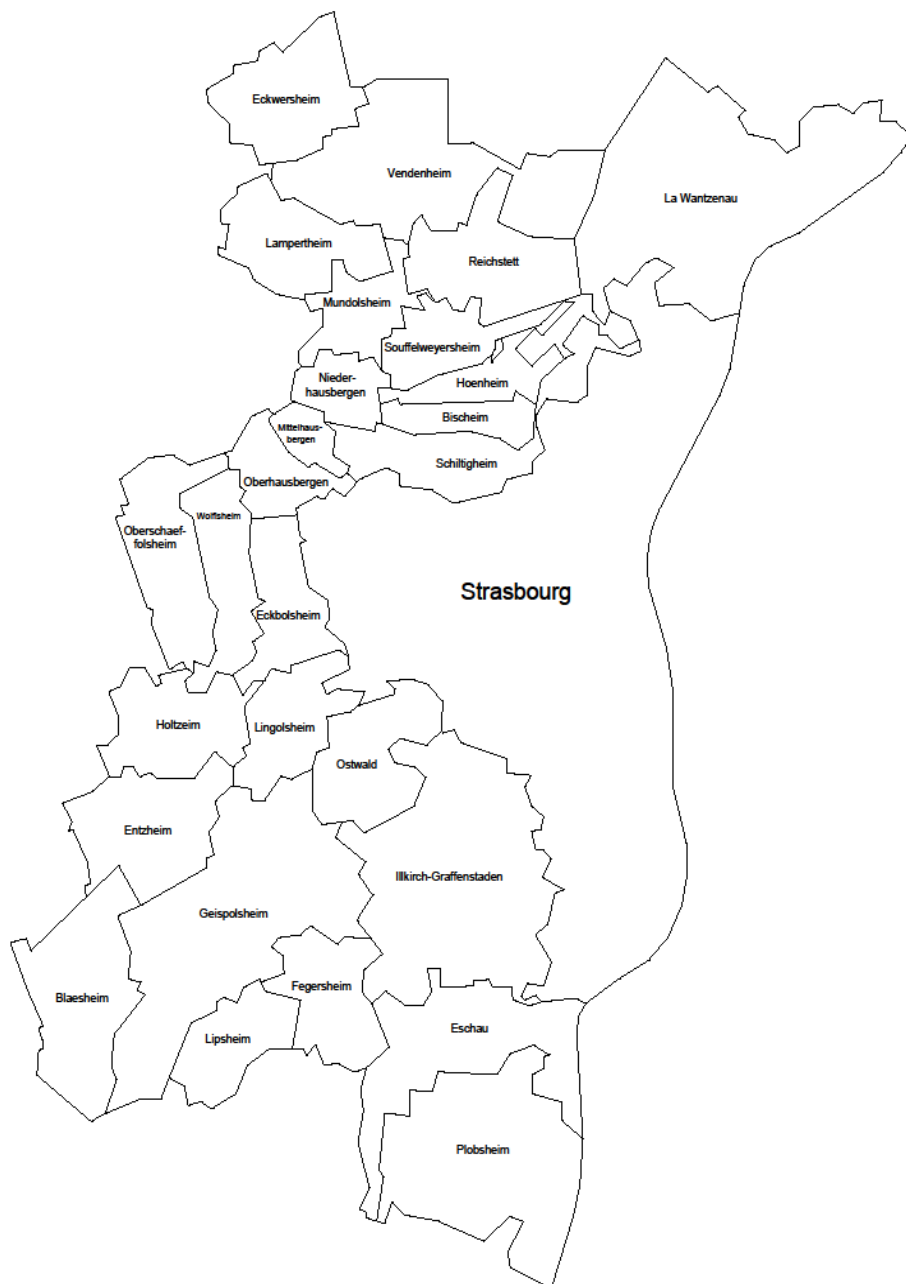 Eckwersheim
Vendenheim
La Wantzenau
Lampertheim
Reichstett
Mundolsheim
Souffelweyersheim
Nieder-
hausbergen
Hoenheim
Bischeim
Mittelhaus-
bergen
Schiltigheim
Oberhausbergen
Wolfisheim
Oberschaef-
folsheim
Strasbourg
Eckbolsheim
Holtzeim
Lingolsheim
Ostwald
Entzheim
Illkirch-Graffenstaden
Geispolsheim
Fegersheim
Blaesheim
Eschau
Lipsheim
Plobsheim